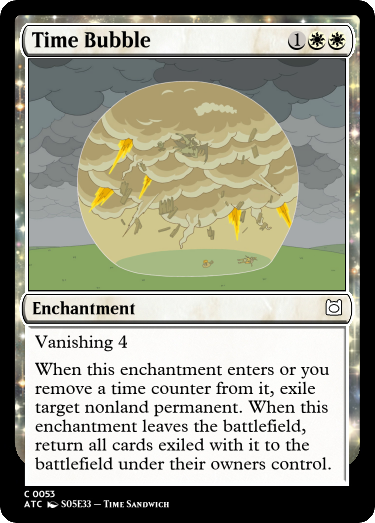 Time Bubble 1
Enchantment
Vanishing 4
When this enchantment enters or you
remove a time counter from it, exile
target nonland permanent. When this
enchantment leaves the battlefield,
return all cards exiled with it to the
battlefield under their owners control.
C 0053
ATC S05E33 – Time Sandwich